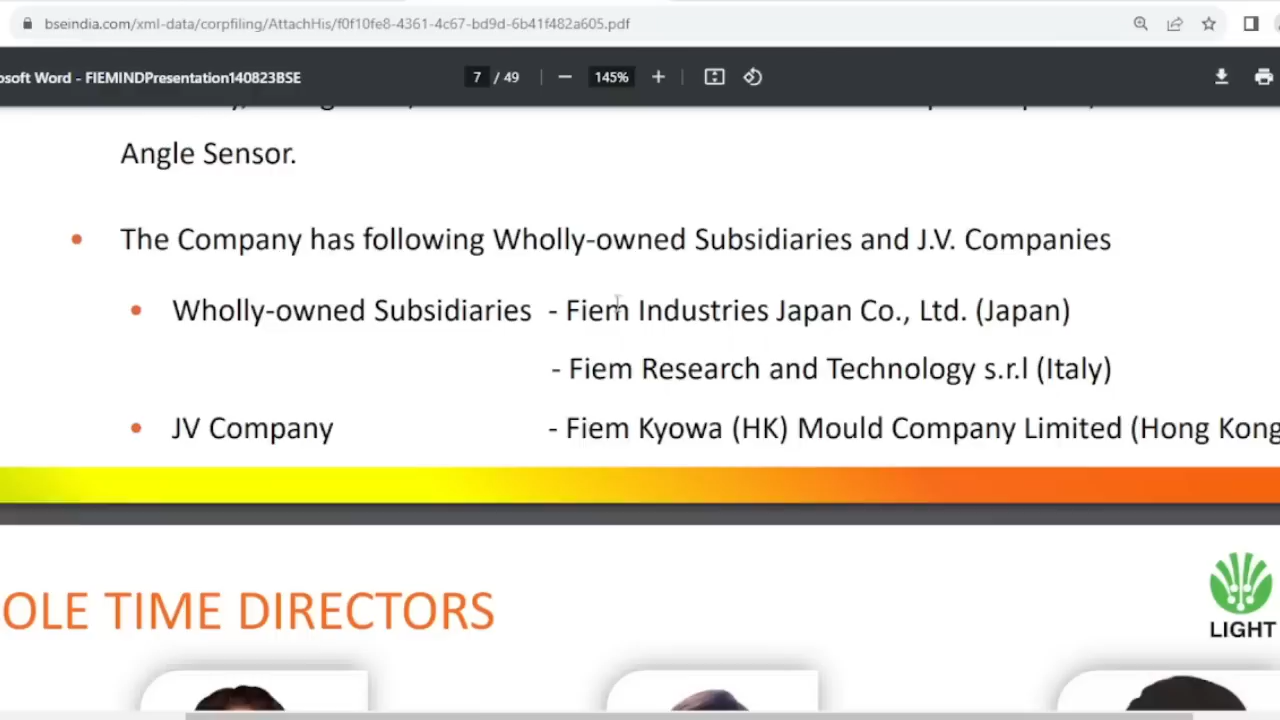 bseindia.com/xml-data/corpfiling/AttachHis/f0f10fe8-4361-4c67-bd9d-6b41f482a605.pdf
osoft Word - FIEMINDPresentation140823BSE 7 / 49 145%
Angle Sensor.
• The Company has following Wholly-owned Subsidiaries and J.V. Companies
• Wholly-owned Subsidiaries - Fiem Industries Japan Co., Ltd. (Japan)
- Fiem Research and Technology s.r.l (Italy)
• JV Company - Fiem Kyowa (HK) Mould Company Limited (Hong Kong
OLE TIME DIRECTORS
LIGHT